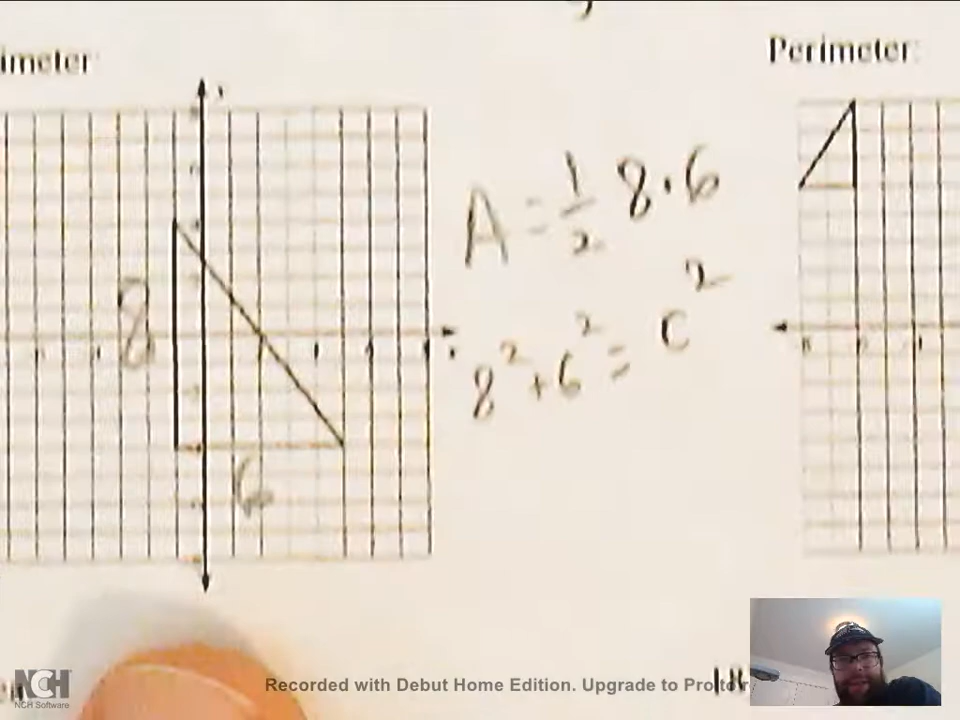 imeter
Perimeter:
A = 1/2 8·6
8
8² + 6² = c²
6
NCH
NCH Software
Recorded with Debut Home Edition. Upgrade to Pro to r